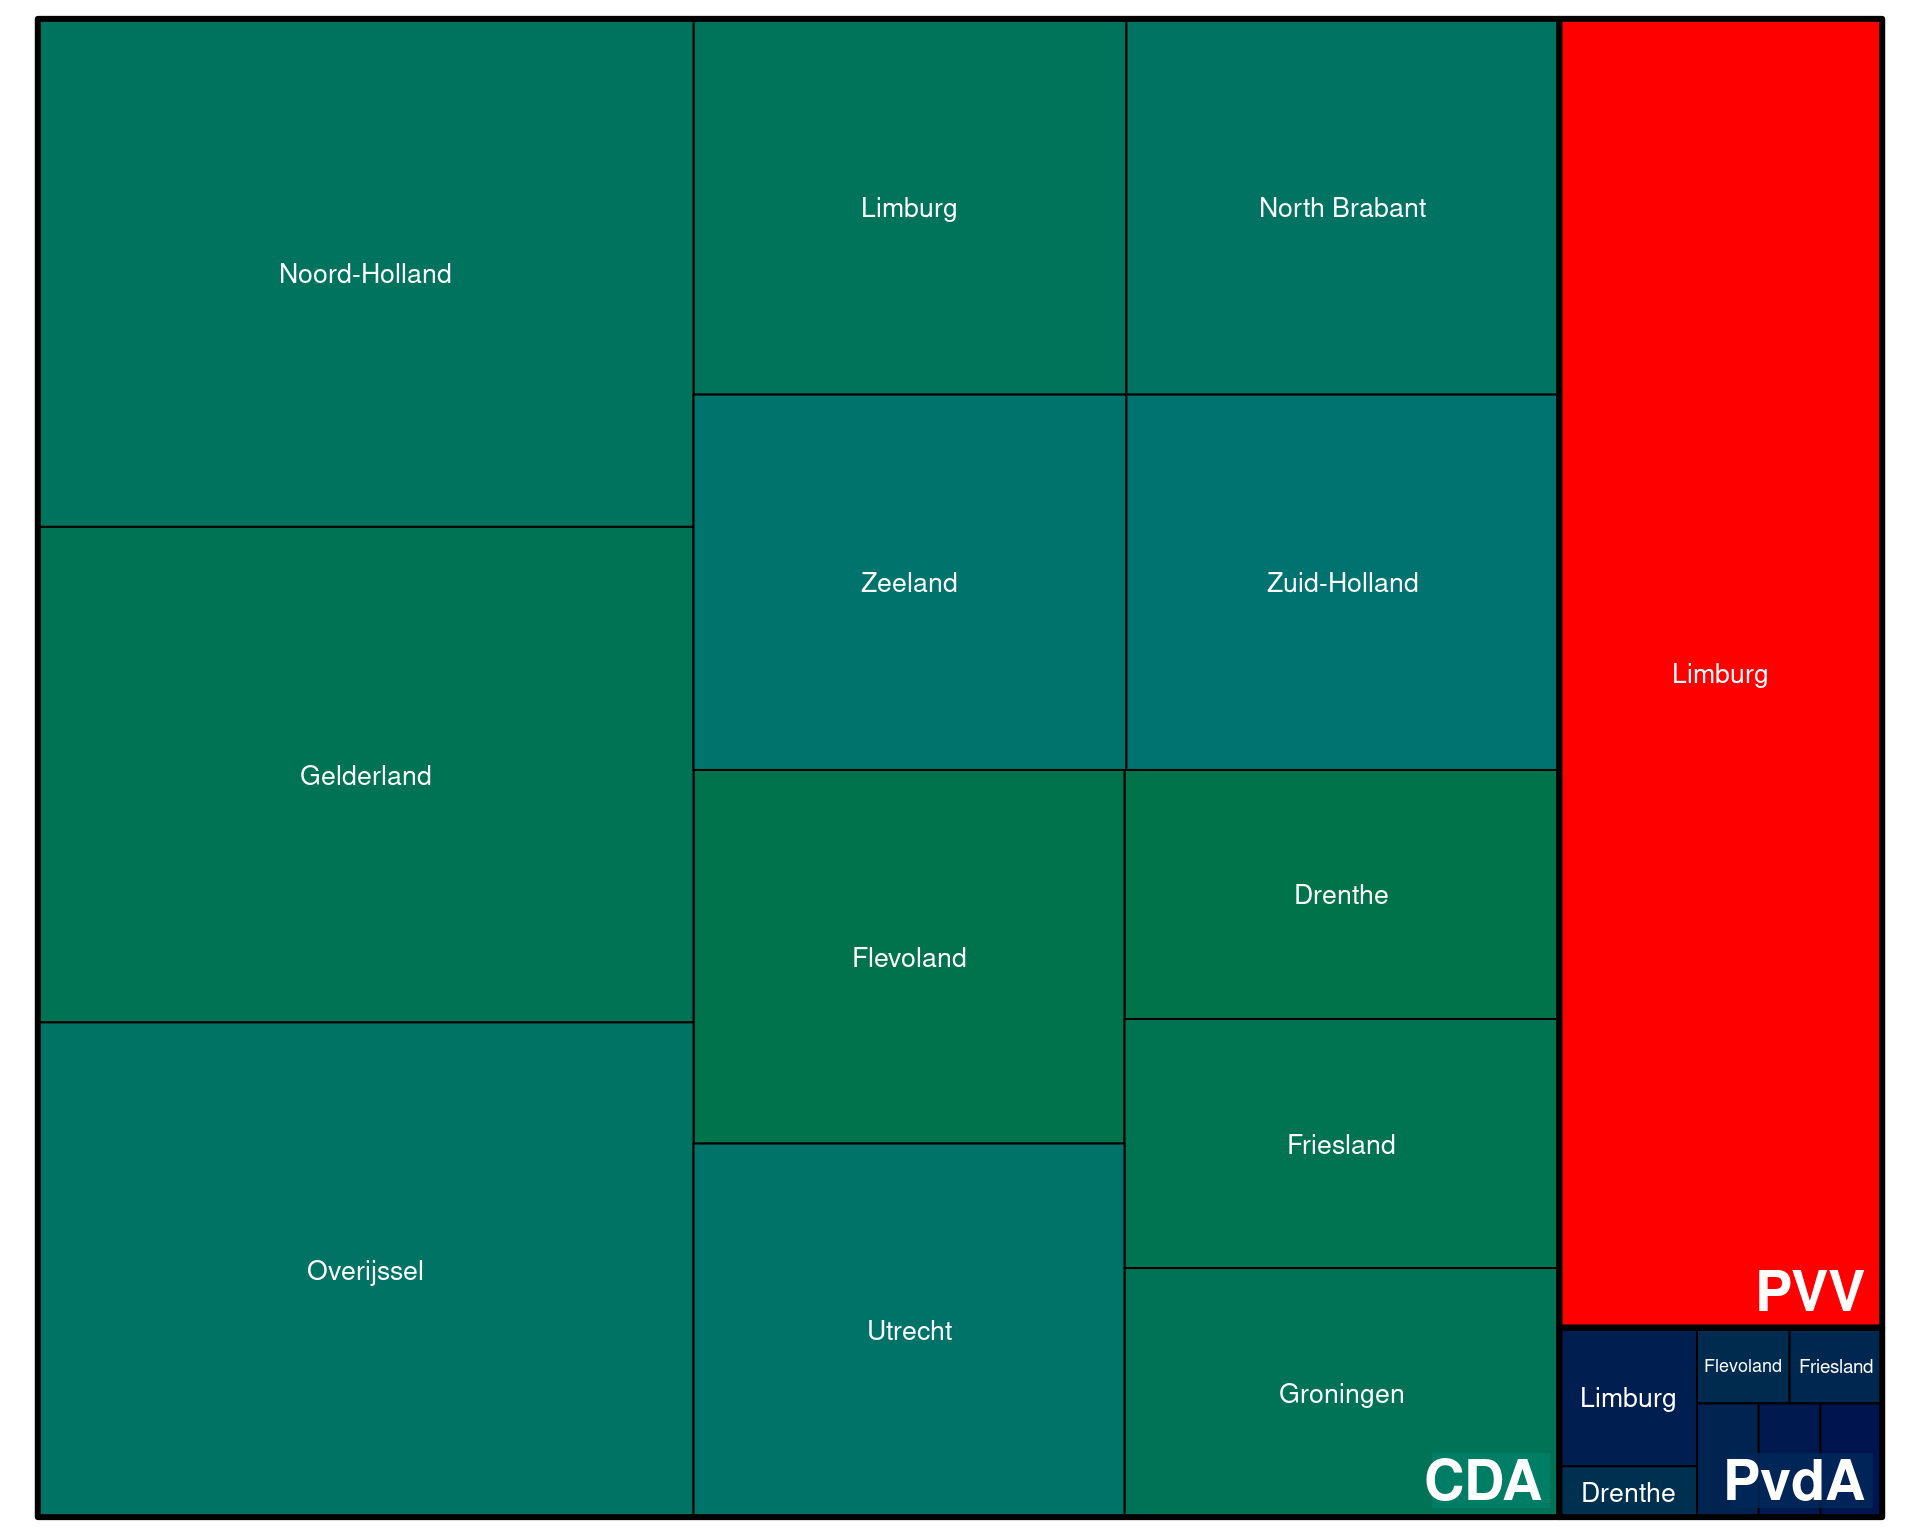 Noord-Holland
Limburg
North Brabant
Zeeland
Zuid-Holland
Limburg
Gelderland
Drenthe
Flevoland
Friesland
Overijssel
Utrecht
Groningen
CDA
PVV
Limburg
Flevoland
Friesland
Drenthe
PvdA